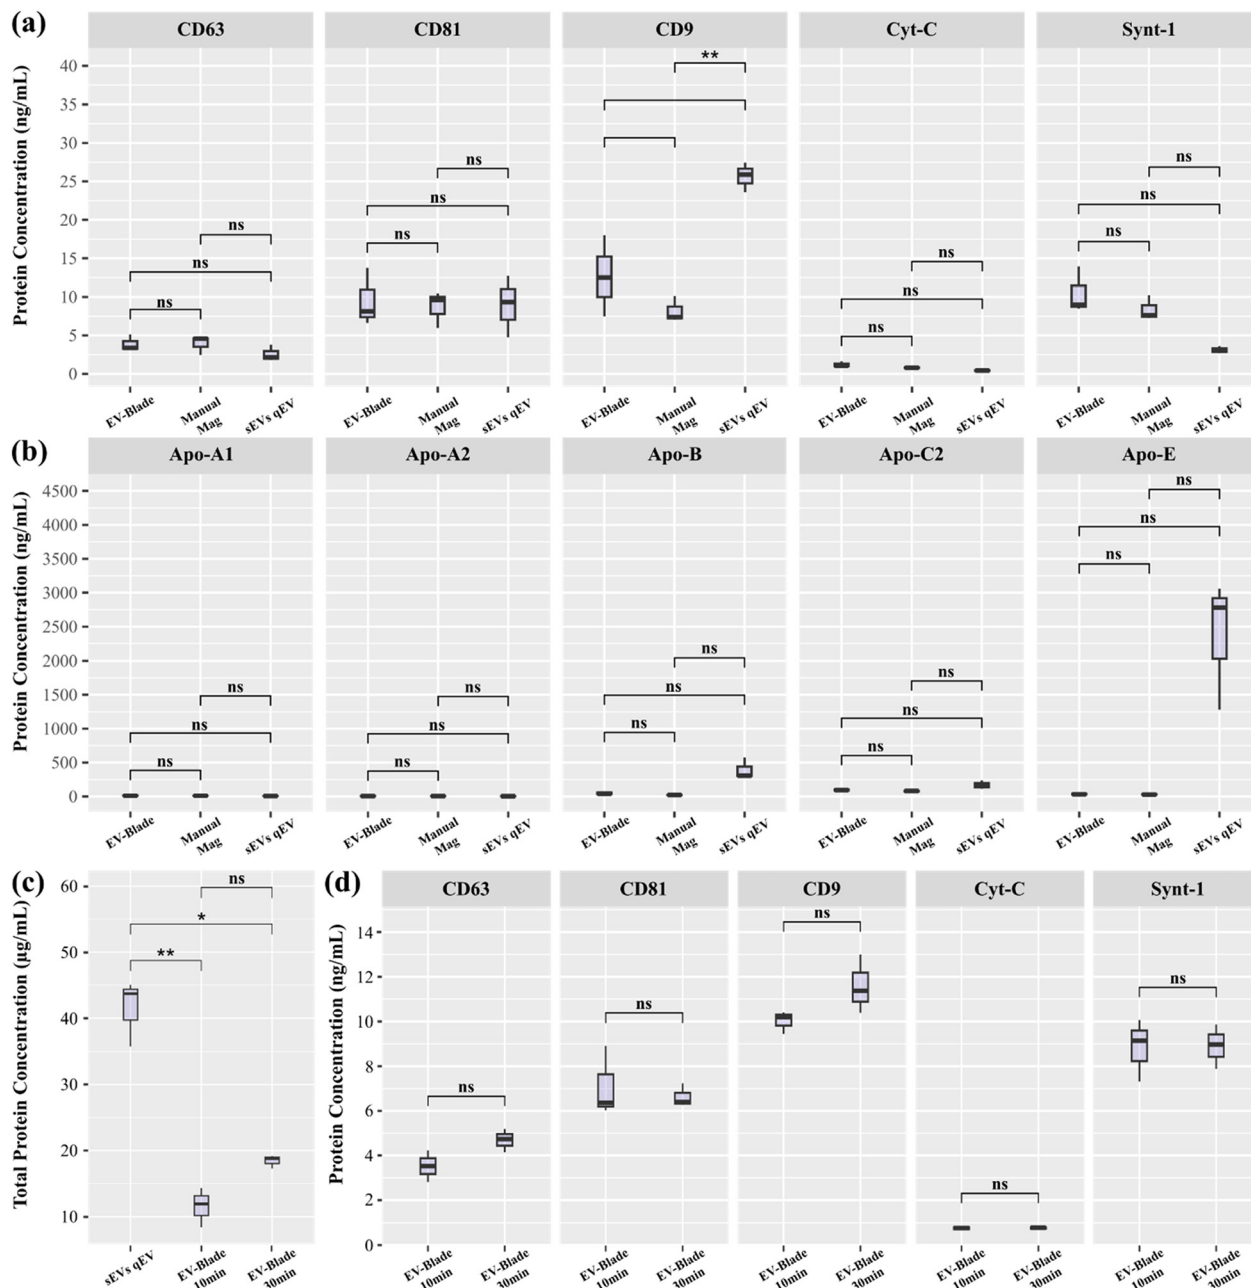 (a)
CD63 CD81 CD9 Cyt-C Synt-1
Protein Concentration (ng/mL)
40
35
30
25
20
15
10
5
0
ns ns ns
ns ns ns
**
ns ns ns
ns ns ns
EV-Blade Manual Mag sEVs qEV EV-Blade Manual Mag sEVs qEV EV-Blade Manual Mag sEVs qEV EV-Blade Manual Mag sEVs qEV EV-Blade Manual Mag sEVs qEV
(b)
Apo-A1 Apo-A2 Apo-B Apo-C2 Apo-E
Protein Concentration (ng/mL)
4500
4000
3500
3000
2500
2000
1500
1000
500
0
ns ns ns
ns ns ns
ns ns ns
ns ns ns
ns ns ns
EV-Blade Manual Mag sEVs qEV EV-Blade Manual Mag sEVs qEV EV-Blade Manual Mag sEVs qEV EV-Blade Manual Mag sEVs qEV EV-Blade Manual Mag sEVs qEV
(c)
Total Protein Concentration (µg/mL)
60
50
40
30
20
10
ns
*
**
sEVs qEV EV-Blade 10min EV-Blade 30min
(d)
CD63 CD81 CD9 Cyt-C Synt-1
Protein Concentration (ng/mL)
14
12
10
8
6
4
2
0
ns ns ns ns ns
EV-Blade 10min EV-Blade 30min EV-Blade 10min EV-Blade 30min EV-Blade 10min EV-Blade 30min EV-Blade 10min EV-Blade 30min EV-Blade 10min EV-Blade 30min